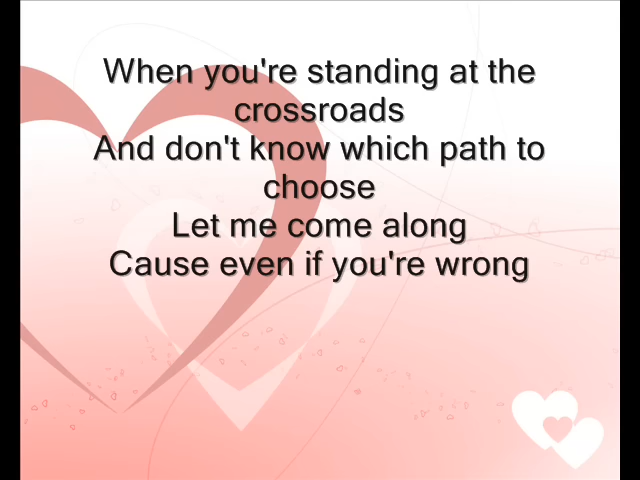 When you're standing at the
crossroads
And don't know which path to
choose
Let me come along
Cause even if you're wrong